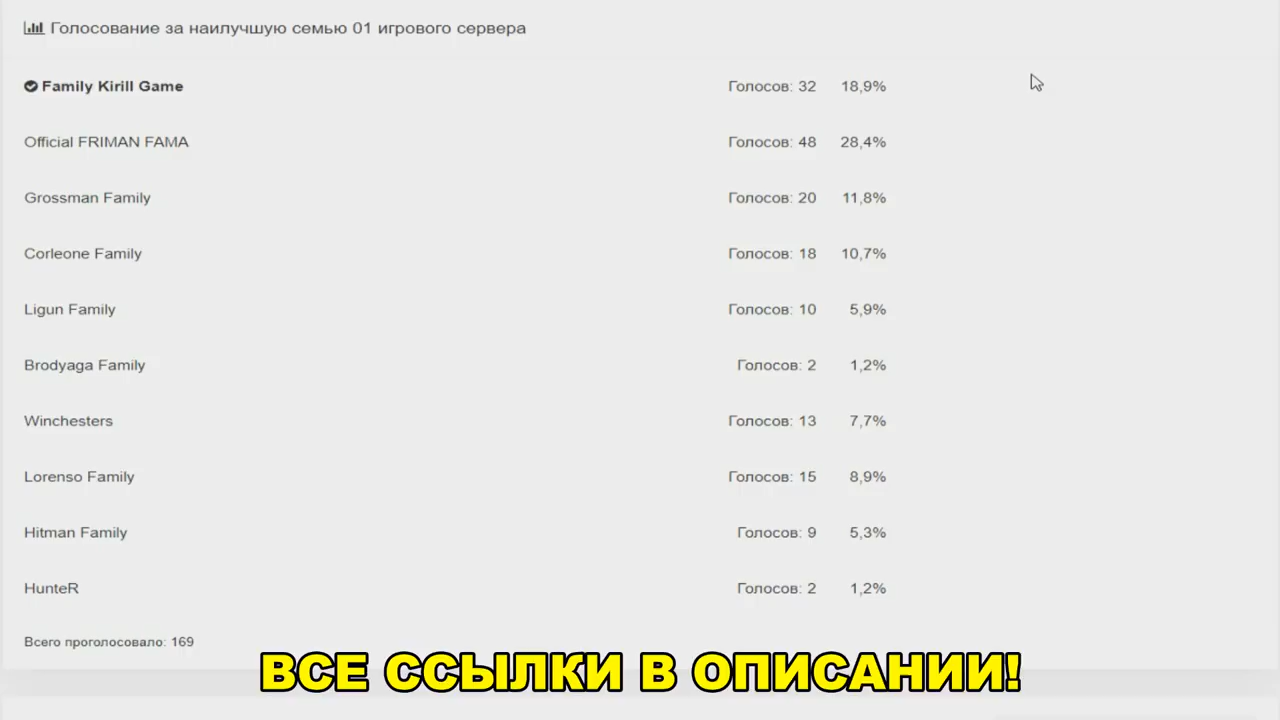 Голосование за наилучшую семью 01 игрового сервера
Family Kirill Game Голосов: 32 18,9%
Official FRIMAN FAMA Голосов: 48 28,4%
Grossman Family Голосов: 20 11,8%
Corleone Family Голосов: 18 10,7%
Ligun Family Голосов: 10 5,9%
Brodyaga Family Голосов: 2 1,2%
Winchesters Голосов: 13 7,7%
Lorenso Family Голосов: 15 8,9%
Hitman Family Голосов: 9 5,3%
HunteR Голосов: 2 1,2%
Всего проголосовало: 169
ВСЕ ССЫЛКИ В ОПИСАНИИ!